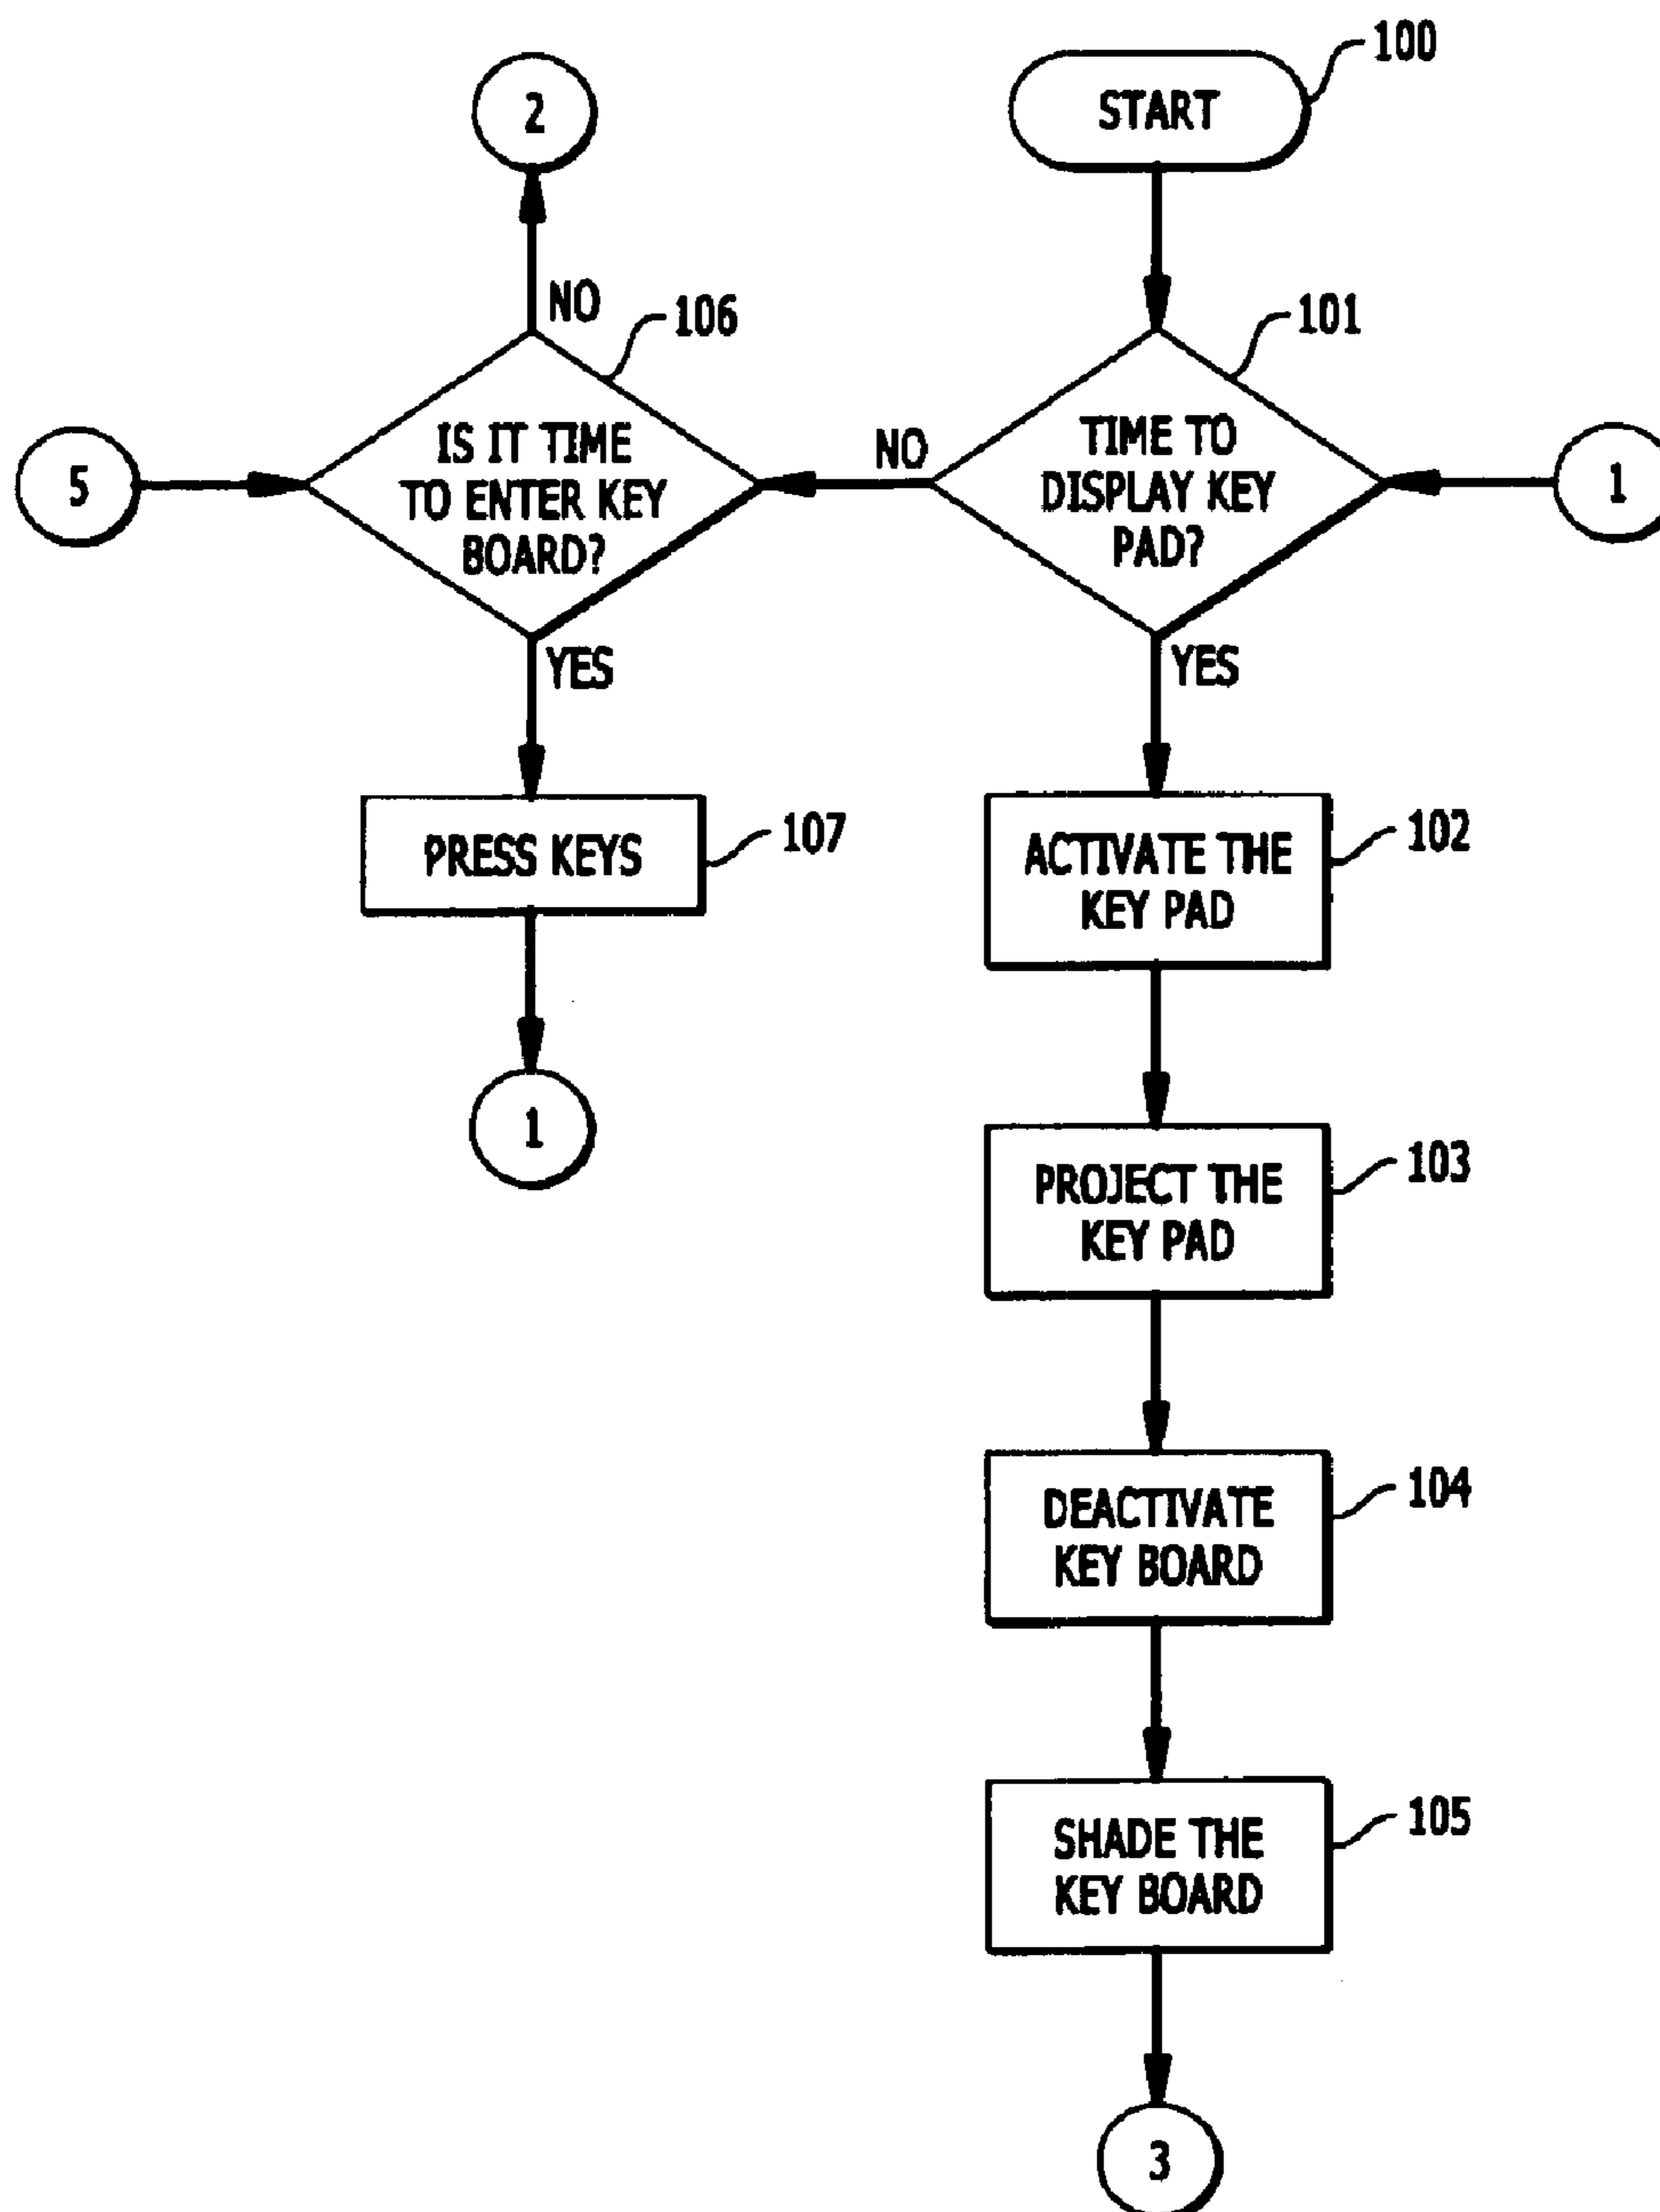 100
START
2
NO
106
101
IS IT TIME
TO ENTER KEY
BOARD?
NO
TIME TO
DISPLAY KEY
PAD?
5
1
YES
YES
PRESS KEYS
107
ACTIVATE THE
KEY PAD
102
1
PROJECT THE
KEY PAD
103
DEACTIVATE
KEY BOARD
104
SHADE THE
KEY BOARD
105
3